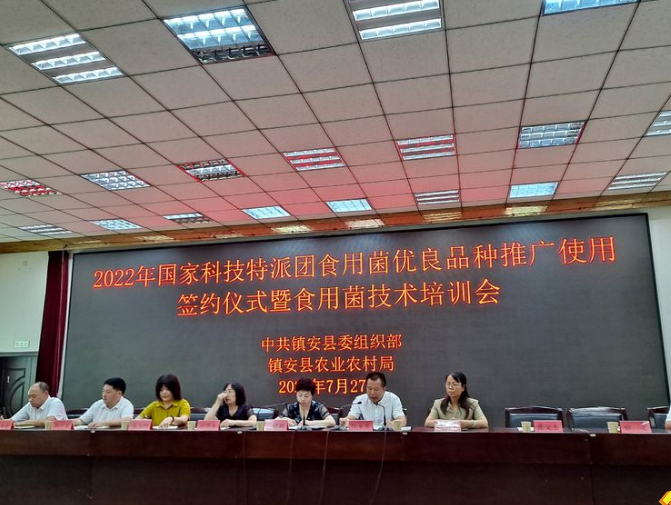 2022年国家科技特派团食用菌优良品种推广使用
签约仪式暨食用菌技术培训会
中共镇安县委组织部
镇安县农业农村局
年7月27